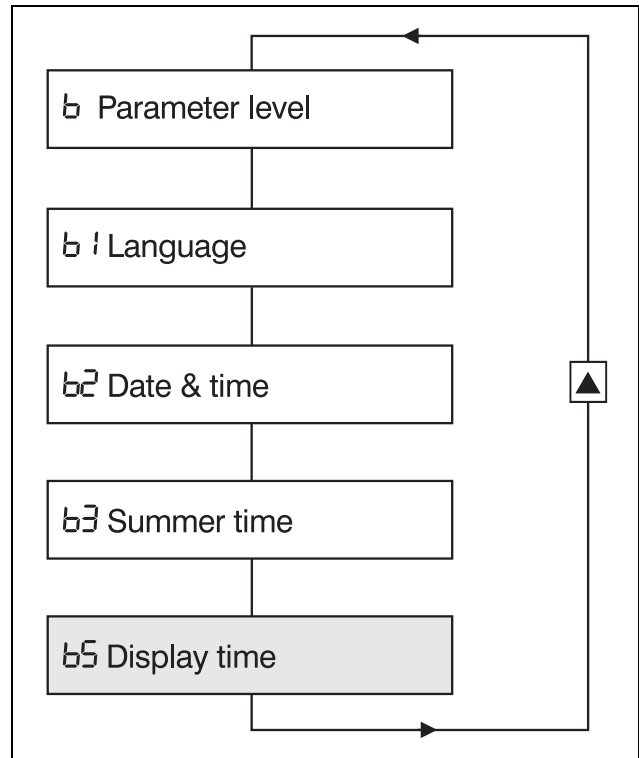 b Parameter level
b1 Language
b2 Date & time
b3 Summer time
b5 Display time